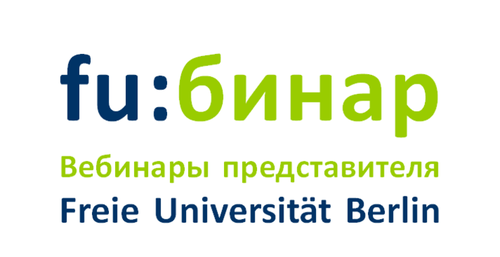 fu:бинар
Вебинары представителя
Freie Universität Berlin